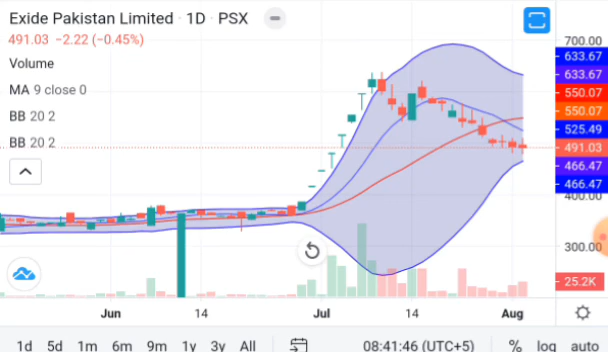 Exide Pakistan Limited · 1D · PSX
491.03 −2.22 (−0.45%)
Volume
MA 9 close 0
BB 20 2
BB 20 2
700.00
633.67
633.67
550.07
550.07
525.49
491.03
466.47
466.47
400.00
300.00
25.2K
Jun 14 Jul 14 Aug
1d 5d 1m 6m 9m 1y 3y All 08:41:46 (UTC+5) % log auto